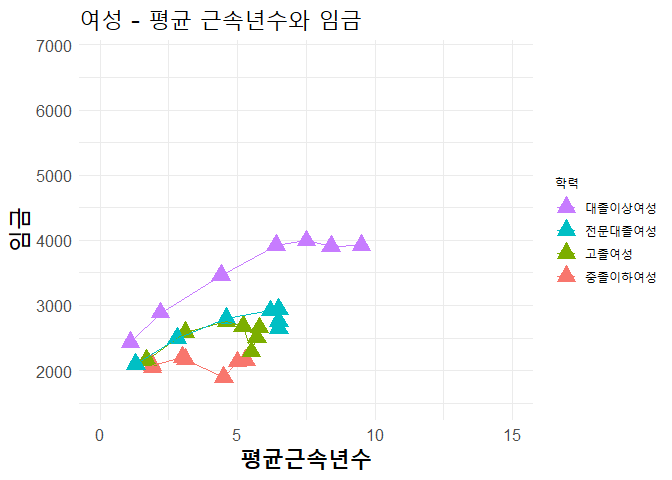 여성 - 평균 근속년수와 임금
7000
6000
5000
4000
3000
2000
임금
0 5 10 15
평균근속년수
학력
대졸이상여성
전문대졸여성
고졸여성
중졸이하여성